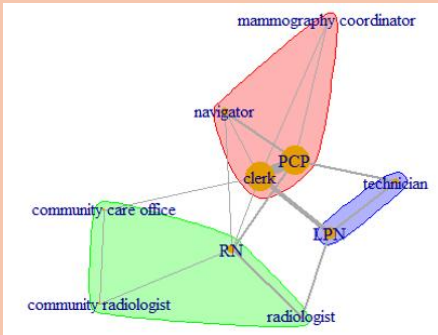 mammography coordinator
navigator
PCP
clerk
technician
community care office
LPN
RN
community radiologist
radiologist